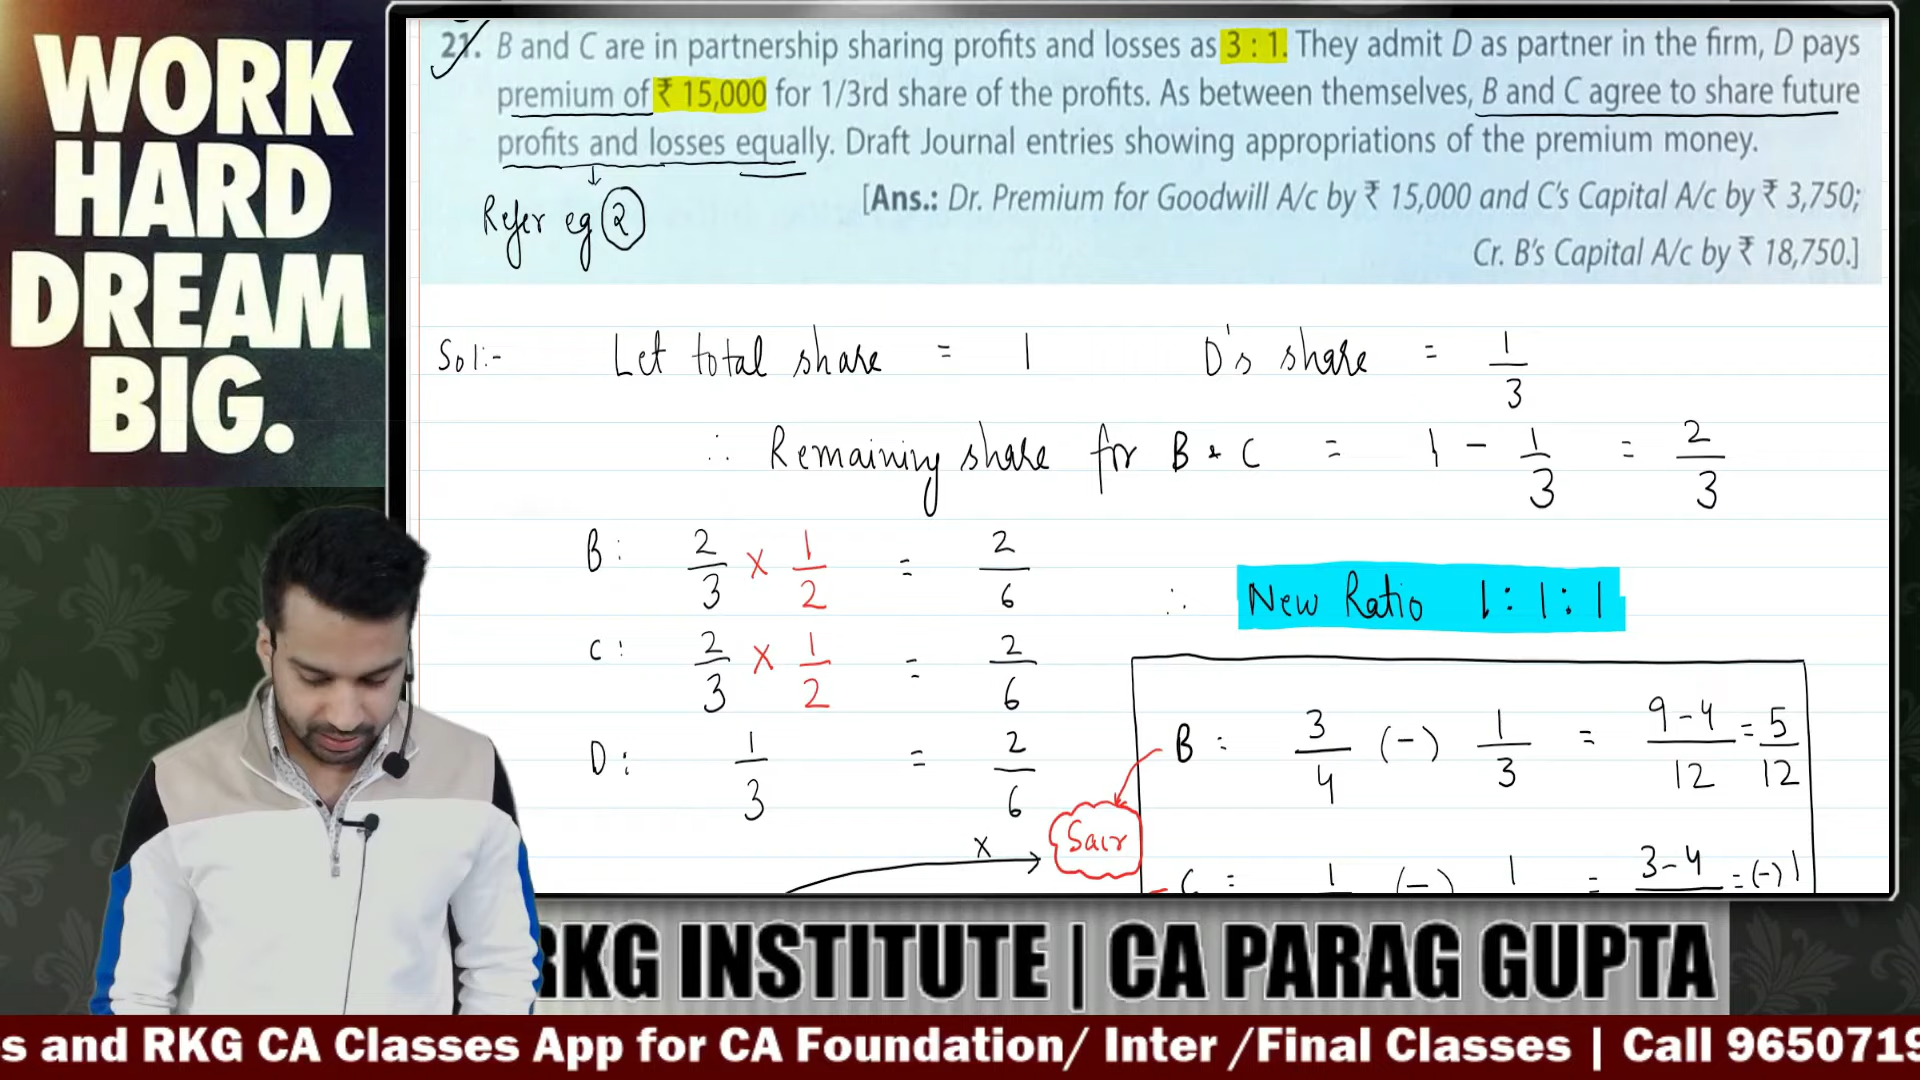 WORK
HARD
DREAM
BIG.
21. B and C are in partnership sharing profits and losses as 3 : 1. They admit D as partner in the firm, D pays
premium of ₹ 15,000 for 1/3rd share of the profits. As between themselves, B and C agree to share future
profits and losses equally. Draft Journal entries showing appropriations of the premium money.
[Ans.: Dr. Premium for Goodwill A/c by ₹ 15,000 and C's Capital A/c by ₹ 3,750;
Cr. B's Capital A/c by ₹ 18,750.]
Refer eg 2
Sol:- Let total share = 1 D's share = 1/3
∴ Remaining share for B & C = 1 - 1/3 = 2/3
B: 2/3 × 1/2 = 2/6
∴ New Ratio 1 : 1 : 1
C: 2/3 × 1/2 = 2/6
D: 1/3 = 2/6
B = 3/4 (-) 1/3 = 9-4/12 = 5/12
x
C = 1 (-) 1 = 3-4 = (-) 1
RKG INSTITUTE | CA PARAG GUPTA
s and RKG CA Classes App for CA Foundation/ Inter /Final Classes | Call 9650719